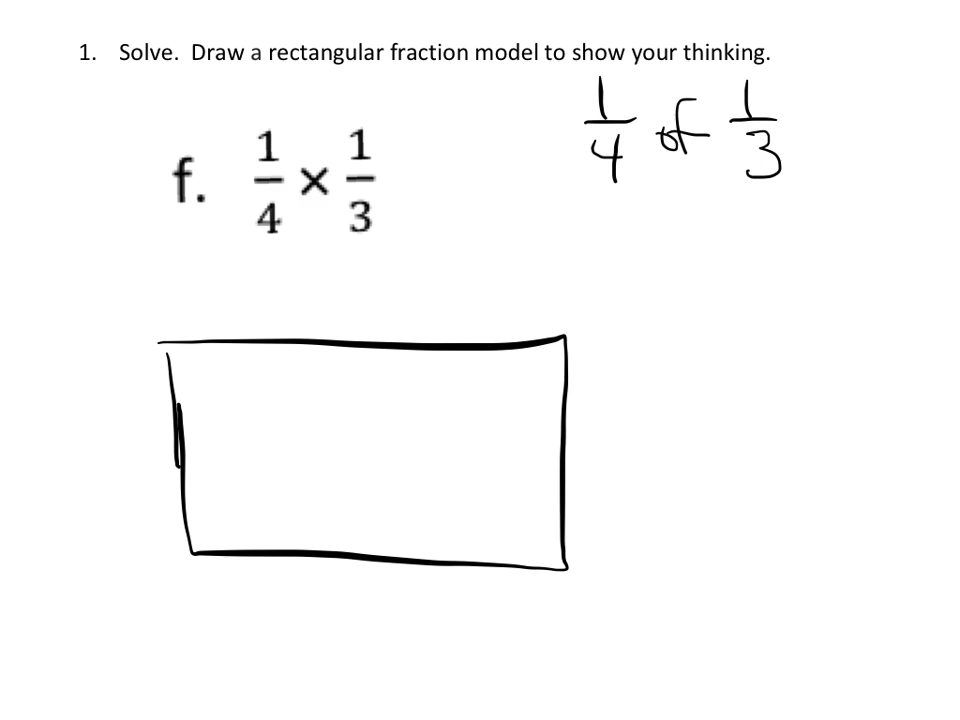 1. Solve. Draw a rectangular fraction model to show your thinking.
1/4 of 1/3
f. 1/4 × 1/3